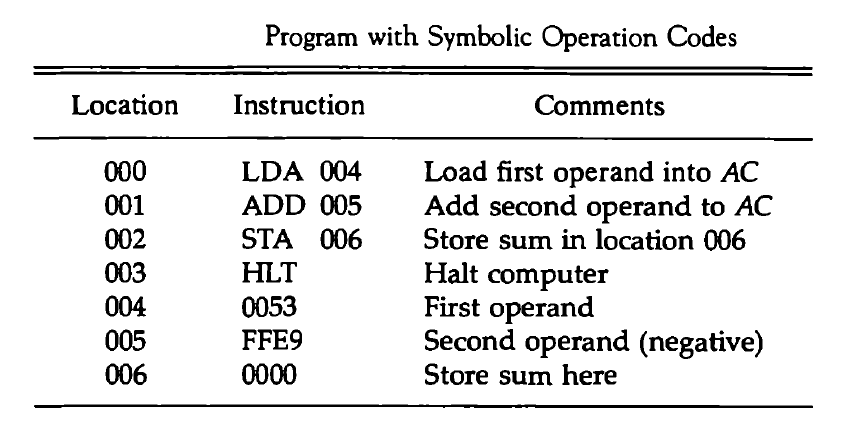 Program with Symbolic Operation Codes
Location Instruction Comments
000 LDA 004 Load first operand into AC
001 ADD 005 Add second operand to AC
002 STA 006 Store sum in location 006
003 HLT Halt computer
004 0053 First operand
005 FFE9 Second operand (negative)
006 0000 Store sum here